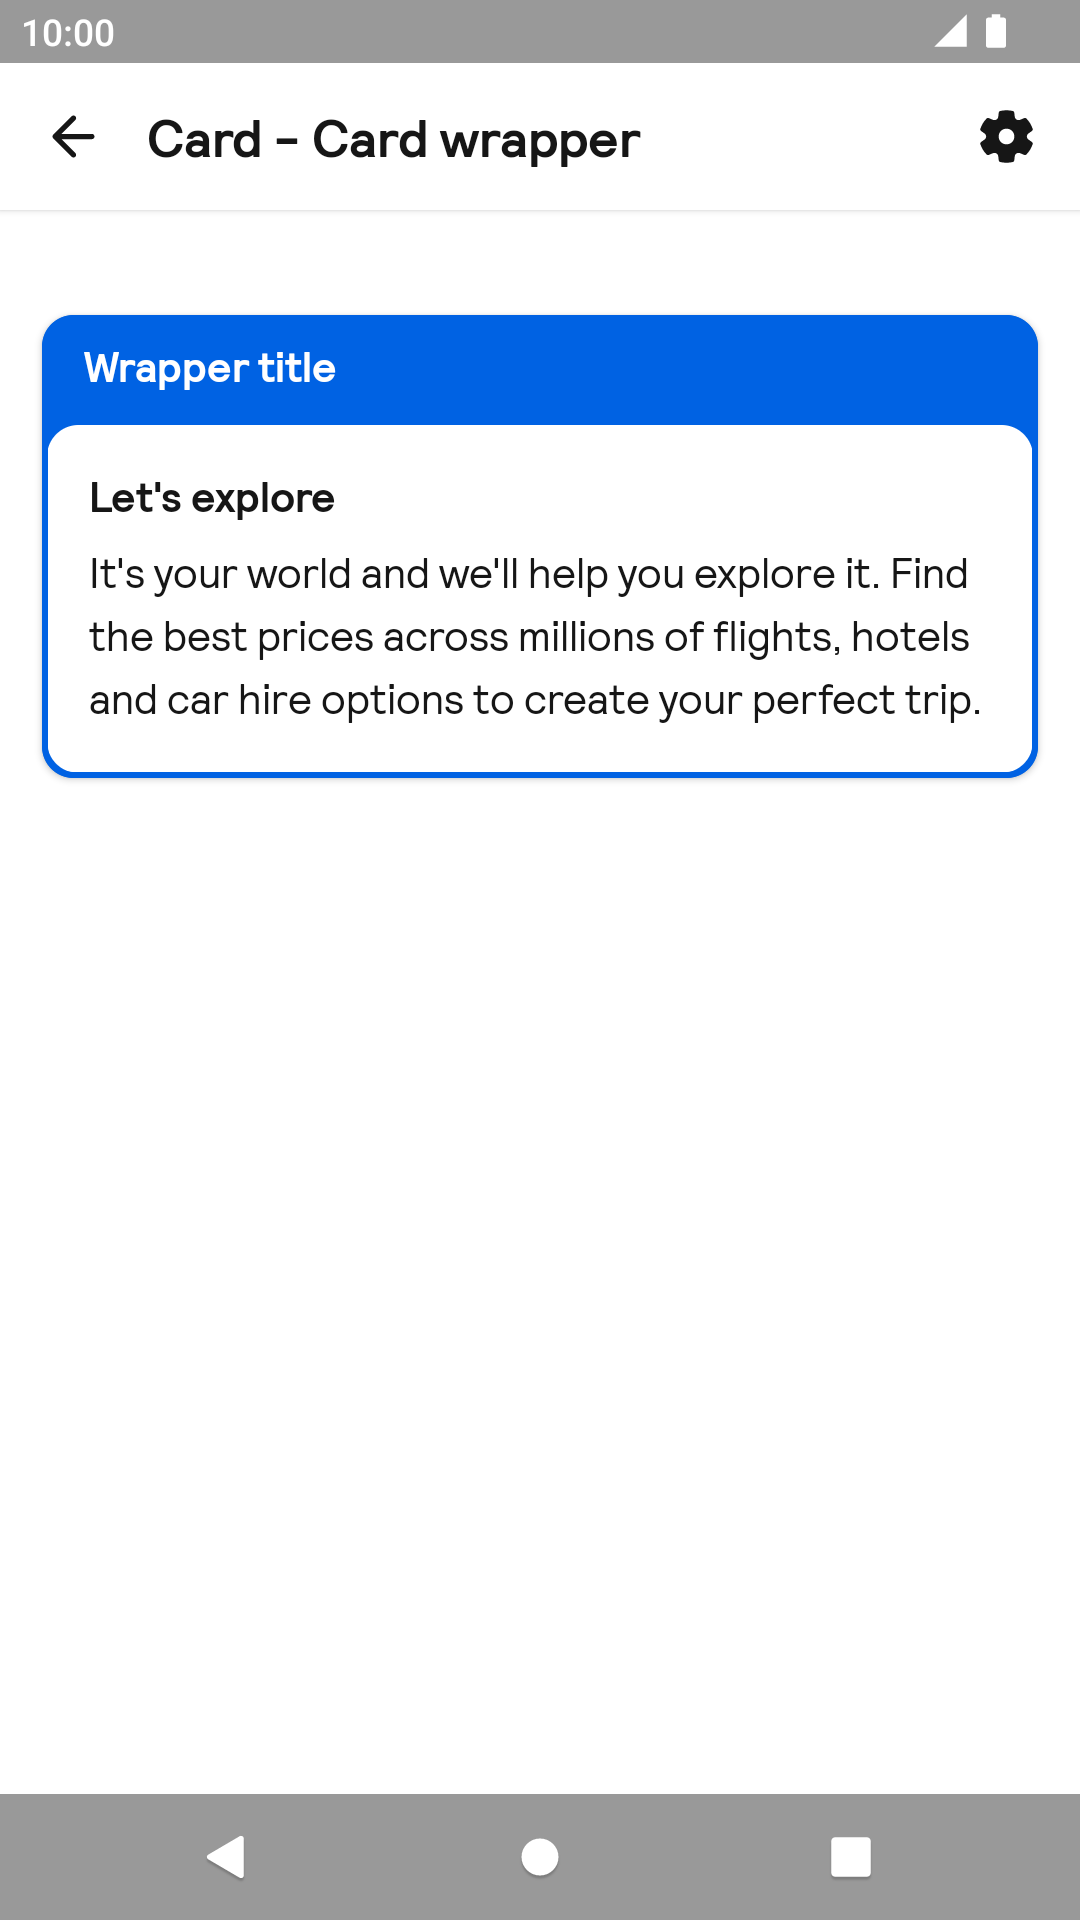 10:00
Card - Card wrapper
Wrapper title
Let's explore
It's your world and we'll help you explore it. Find
the best prices across millions of flights, hotels
and car hire options to create your perfect trip.